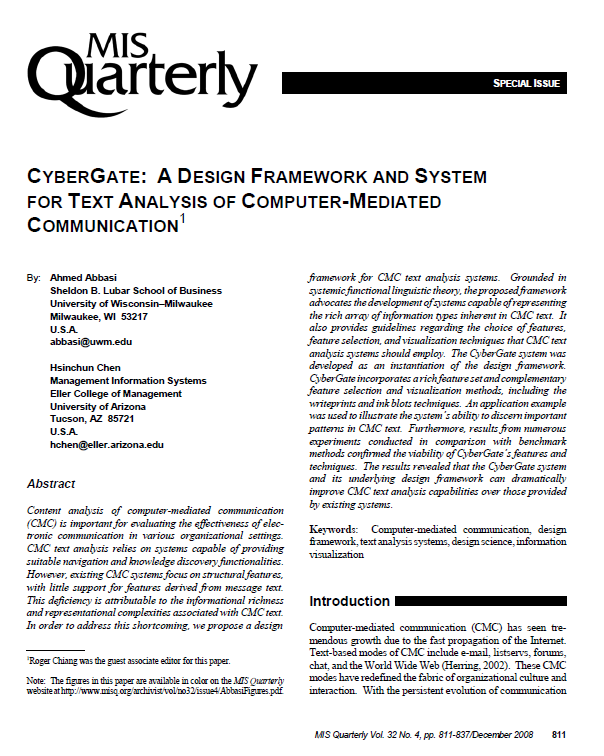 MIS
Quarterly
SPECIAL ISSUE
CYBERGATE: A DESIGN FRAMEWORK AND SYSTEM
FOR TEXT ANALYSIS OF COMPUTER-MEDIATED
COMMUNICATION1
By: Ahmed Abbasi
Sheldon B. Lubar School of Business
University of Wisconsin–Milwaukee
Milwaukee, WI 53217
U.S.A.
abbasi@uwm.edu
Hsinchun Chen
Management Information Systems
Eller College of Management
University of Arizona
Tucson, AZ 85721
U.S.A.
hchen@eller.arizona.edu
Abstract
Content analysis of computer-mediated communication
(CMC) is important for evaluating the effectiveness of elec-
tronic communication in various organizational settings.
CMC text analysis relies on systems capable of providing
suitable navigation and knowledge discovery functionalities.
However, existing CMC systems focus on structural features,
with little support for features derived from message text.
This deficiency is attributable to the informational richness
and representational complexities associated with CMC text.
In order to address this shortcoming, we propose a design
1Roger Chiang was the guest associate editor for this paper.
Note: The figures in this paper are available in color on the MIS Quarterly
website at http://www.misq.org/archivist/vol/no32/issue4/AbbasiFigures.pdf.
framework for CMC text analysis systems. Grounded in
systemic functional linguistic theory, the proposed framework
advocates the development of systems capable of representing
the rich array of information types inherent in CMC text. It
also provides guidelines regarding the choice of features,
feature selection, and visualization techniques that CMC text
analysis systems should employ. The CyberGate system was
developed as an instantiation of the design framework.
CyberGate incorporates a rich feature set and complementary
feature selection and visualization methods, including the
writeprints and ink blots techniques. An application example
was used to illustrate the system's ability to discern important
patterns in CMC text. Furthermore, results from numerous
experiments conducted in comparison with benchmark
methods confirmed the viability of CyberGate's features and
techniques. The results revealed that the CyberGate system
and its underlying design framework can dramatically
improve CMC text analysis capabilities over those provided
by existing systems.
Keywords: Computer-mediated communication, design
framework, text analysis systems, design science, information
visualization
Introduction
Computer-mediated communication (CMC) has seen tre-
mendous growth due to the fast propagation of the Internet.
Text-based modes of CMC include e-mail, listservs, forums,
chat, and the World Wide Web (Herring, 2002). These CMC
modes have redefined the fabric of organizational culture and
interaction. With the persistent evolution of communication
MIS Quarterly Vol. 32 No. 4, pp. 811-837/December 2008 811